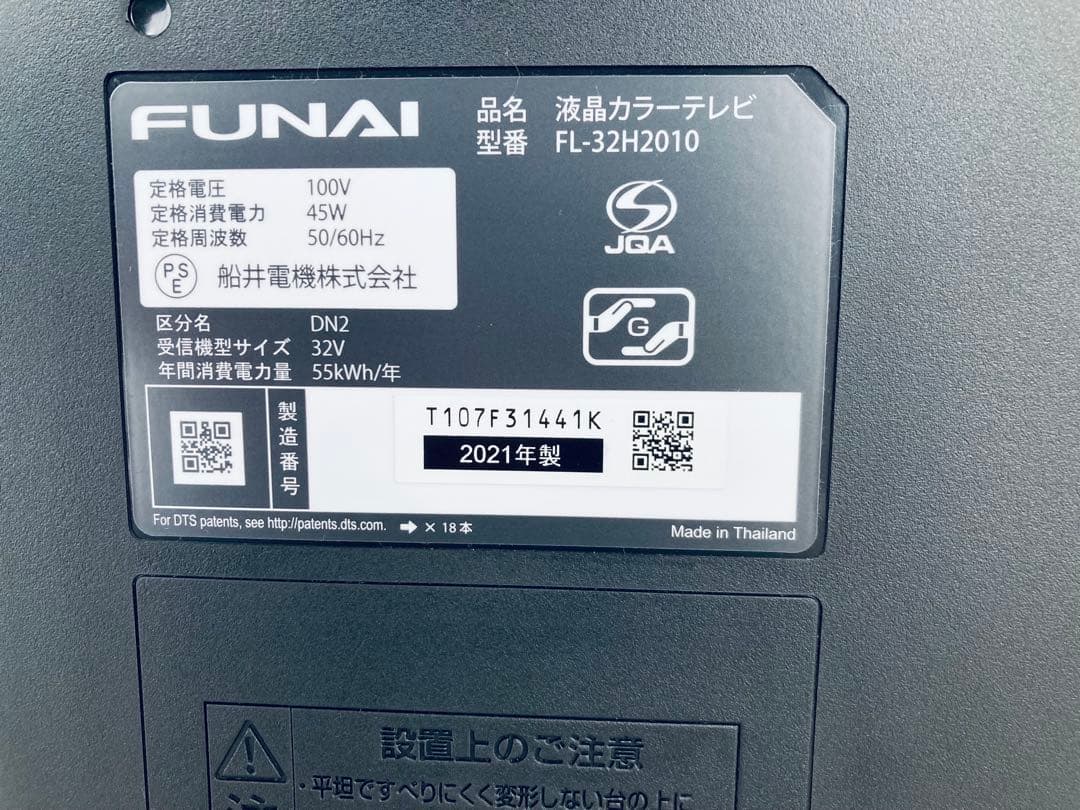 FUNAI
品名 液晶カラーテレビ
型番 FL-32H2010
定格電圧 100V
定格消費電力 45W
定格周波数 50/60Hz
PSE 船井電機株式会社
JQA
G
区分名 DN2
受信機型サイズ 32V
年間消費電力量 55kWh/年
製造番号
T107F31441K
2021年製
For DTS patents, see http://patents.dts.com. ➡ × 18本
Made in Thailand
設置上のご注意
・平坦ですべりにくく変形しない台の上に